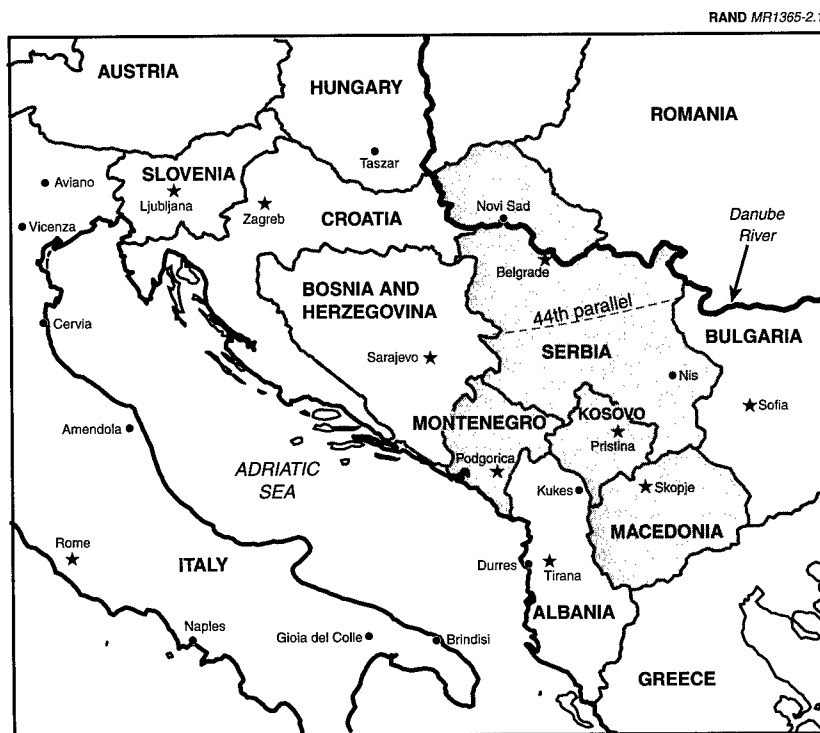 RAND MR1365-2.1
AUSTRIA
HUNGARY
ROMANIA
Taszar
SLOVENIA
Aviano
Ljubljana
Zagreb
Novi Sad
Vicenza
CROATIA
Danube
River
Belgrade
BOSNIA AND
HERZEGOVINA
44th parallel
Cervia
BULGARIA
SERBIA
Sarajevo
Nis
Sofia
KOSOVO
MONTENEGRO
Amendola
Pristina
Podgorica
ADRIATIC
SEA
Kukes
Skopje
MACEDONIA
Rome
ITALY
Durres
Tirana
ALBANIA
Naples
Gioia del Colle
Brindisi
GREECE